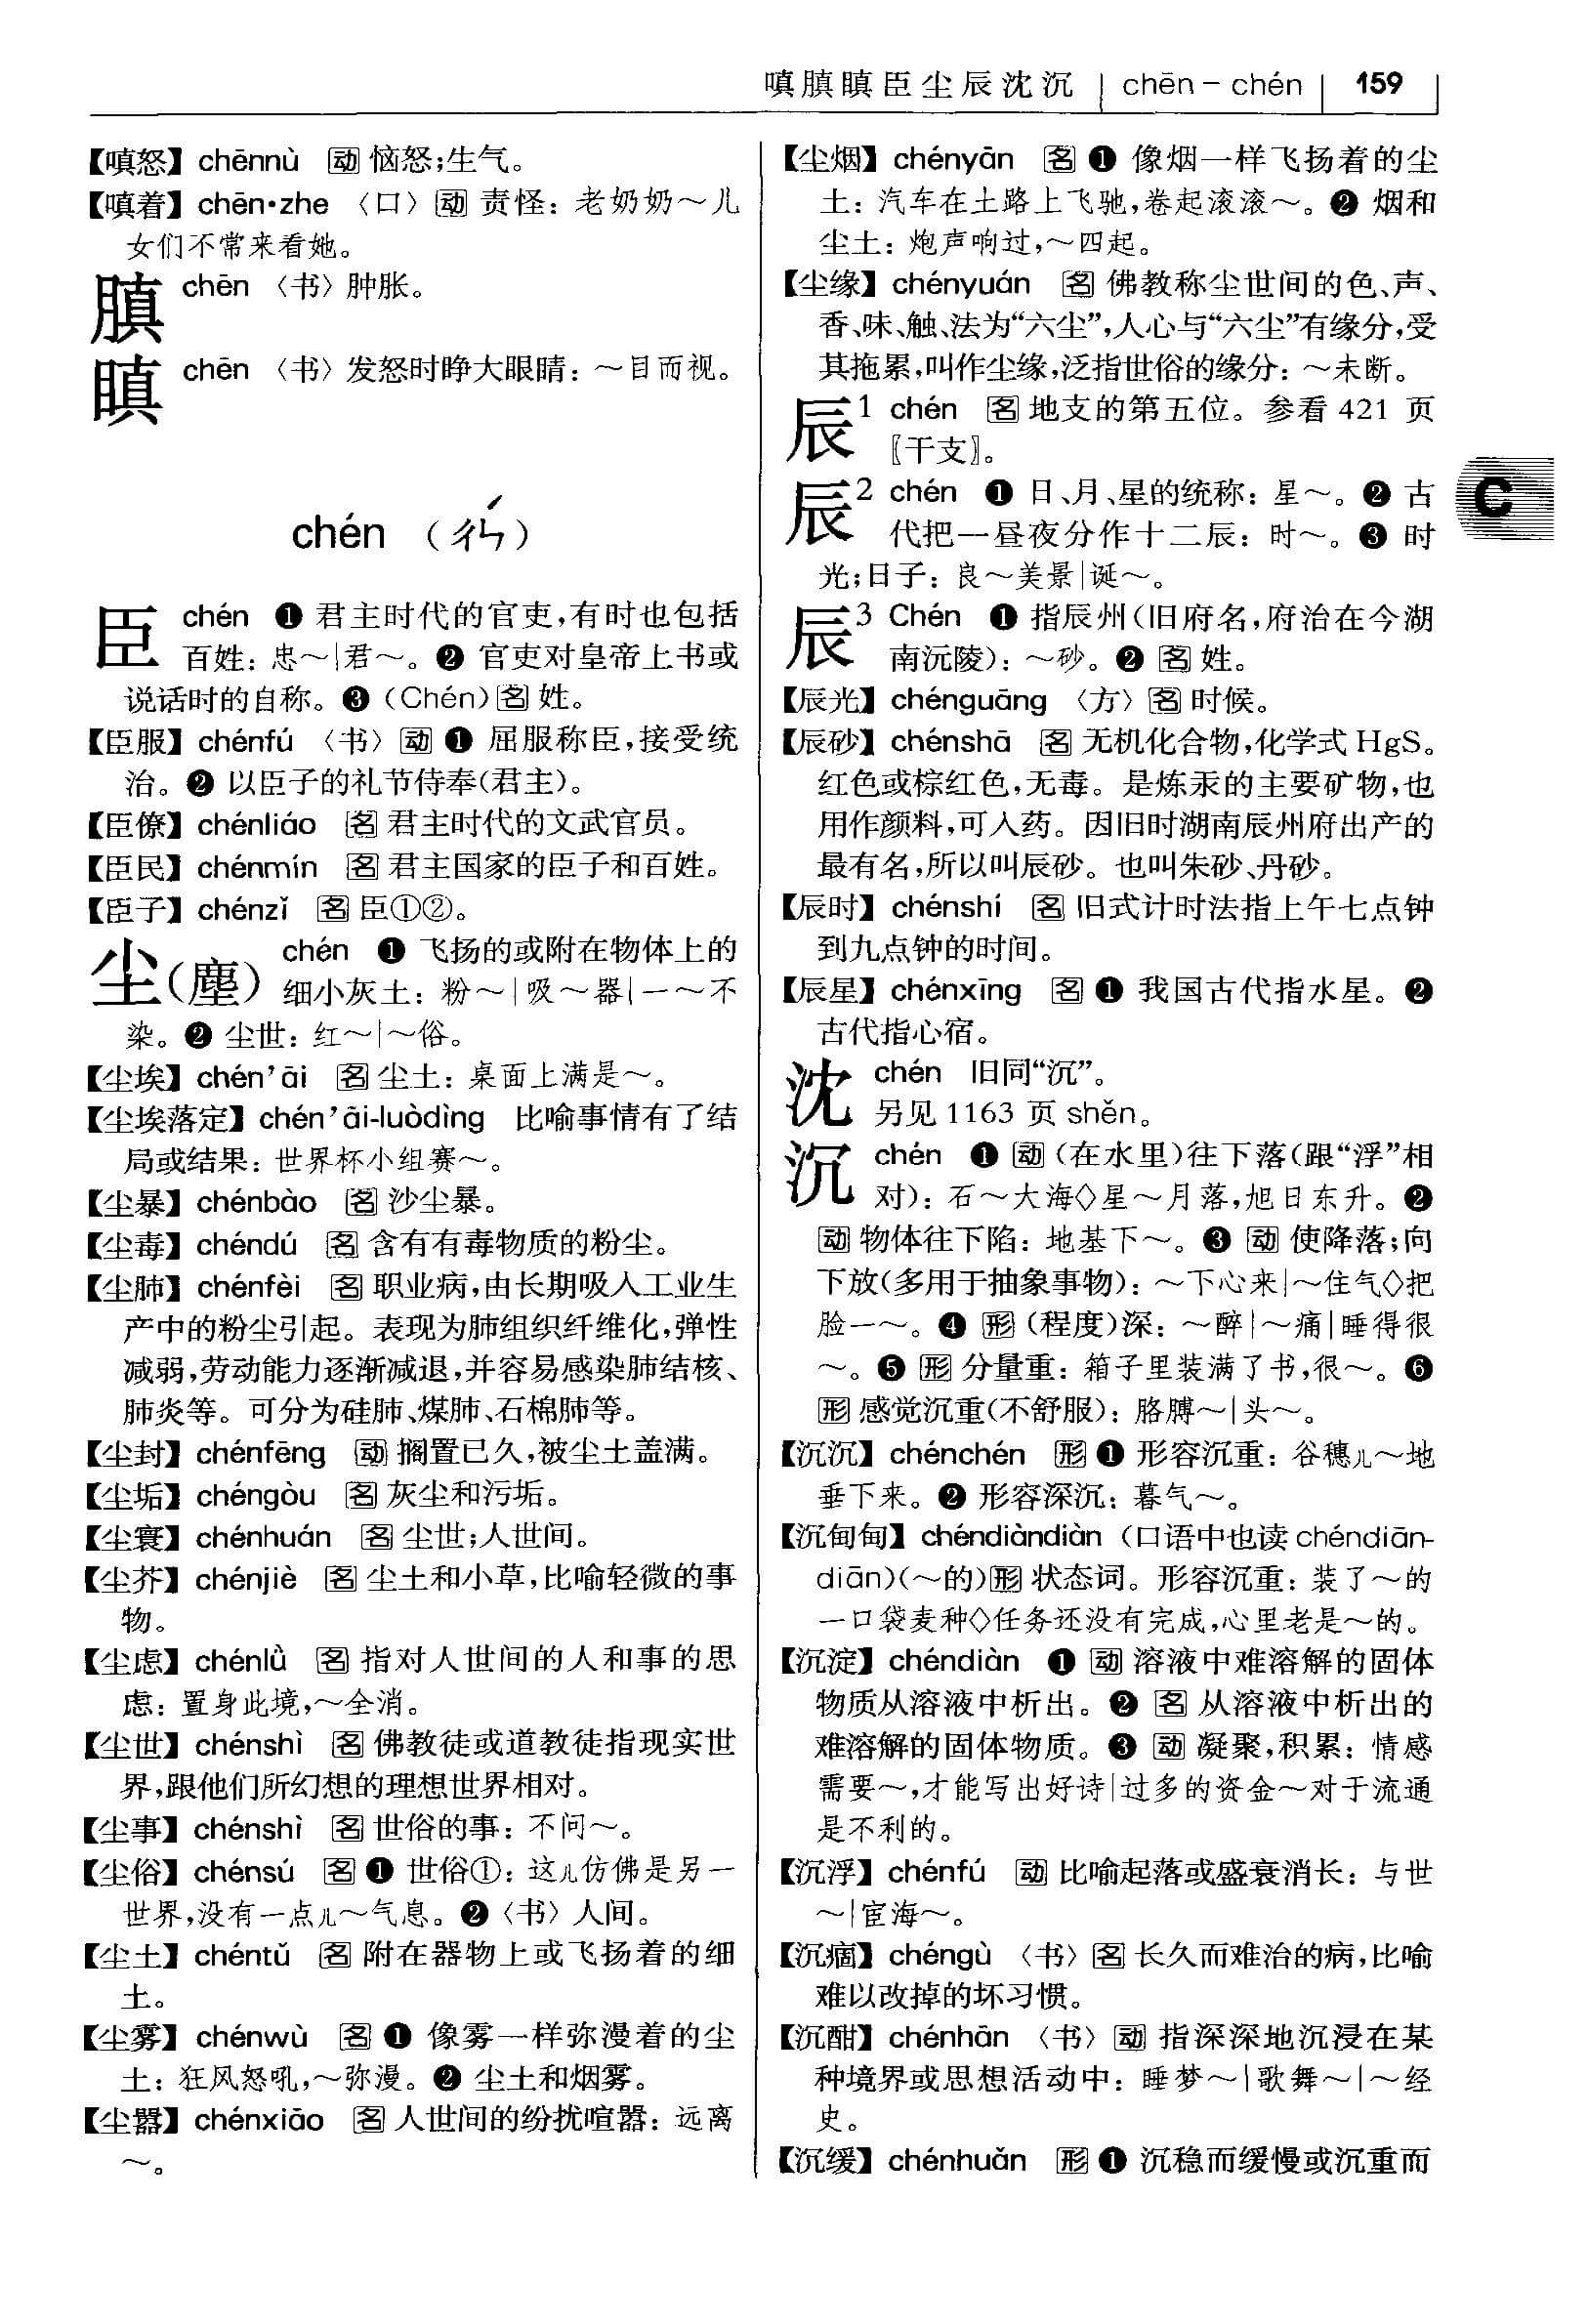 嗔䐜瞋臣尘辰沈沉 | chēn－chén | 159
【嗔怒】 chēnnù 动 恼怒；生气。
【嗔着】 chēn·zhe 〈口〉 动 责怪：老奶奶～儿
女们不常来看她。
䐜 chēn 〈书〉 肿胀。
瞋 chēn 〈书〉 发怒时睁大眼睛：～目而视。
chén （ㄔㄣˊ）
臣 chén ❶ 君主时代的官吏，有时也包括
百姓：忠～|君～。❷ 官吏对皇帝上书或
说话时的自称。❸（Chén）名 姓。
【臣服】 chénfú 〈书〉 动 ❶ 屈服称臣，接受统
治。❷ 以臣子的礼节侍奉（君主）。
【臣僚】 chénliáo 名 君主时代的文武官员。
【臣民】 chénmín 名 君主国家的臣子和百姓。
【臣子】 chénzǐ 名 臣①②。
尘（塵） chén ❶ 飞扬的或附在物体上的
细小灰土：粉～|吸～器|一～不
染。❷ 尘世：红～|～俗。
【尘埃】 chén’āi 名 尘土：桌面上满是～。
【尘埃落定】 chén’āi-luòdìng 比喻事情有了结
局或结果：世界杯小组赛～。
【尘暴】 chénbào 名 沙尘暴。
【尘毒】 chéndú 名 含有有毒物质的粉尘。
【尘肺】 chénfèi 名 职业病，由长期吸入工业生
产中的粉尘引起。表现为肺组织纤维化，弹性
减弱，劳动能力逐渐减退，并容易感染肺结核、
肺炎等。可分为硅肺、煤肺、石棉肺等。
【尘封】 chénfēng 动 搁置已久，被尘土盖满。
【尘垢】 chéngòu 名 灰尘和污垢。
【尘寰】 chénhuán 名 尘世；人世间。
【尘芥】 chénjiè 名 尘土和小草，比喻轻微的事
物。
【尘虑】 chénlǜ 名 指对人世间的人和事的思
虑：置身此境，～全消。
【尘世】 chénshì 名 佛教徒或道教徒指现实世
界，跟他们所幻想的理想世界相对。
【尘事】 chénshì 名 世俗的事：不问～。
【尘俗】 chénsú 名 ❶ 世俗①：这儿仿佛是另一
世界，没有一点儿～气息。❷〈书〉人间。
【尘土】 chéntǔ 名 附在器物上或飞扬着的细
土。
【尘雾】 chénwù 名 ❶ 像雾一样弥漫着的尘
土：狂风怒吼，～弥漫。❷ 尘土和烟雾。
【尘嚣】 chénxiāo 名 人世间的纷扰喧嚣：远离
～。
【尘烟】 chényān 名 ❶ 像烟一样飞扬着的尘
土：汽车在土路上飞驰，卷起滚滚～。❷ 烟和
尘土：炮声响过，～四起。
【尘缘】 chényuán 名 佛教称尘世间的色、声、
香、味、触、法为“六尘”，人心与“六尘”有缘分，受
其拖累，叫作尘缘，泛指世俗的缘分：～未断。
辰1 chén 名 地支的第五位。参看 421 页
〖干支〗。
辰2 chén ❶ 日、月、星的统称：星～。❷ 古
代把一昼夜分作十二辰：时～。❸ 时
光；日子：良～美景|诞～。
辰3 Chén ❶ 指辰州（旧府名，府治在今湖
南沅陵）：～砂。❷ 名 姓。
【辰光】 chénguāng 〈方〉 名 时候。
【辰砂】 chénshā 名 无机化合物，化学式 HgS。
红色或棕红色，无毒。是炼汞的主要矿物，也
用作颜料，可入药。因旧时湖南辰州府出产的
最有名，所以叫辰砂。也叫朱砂、丹砂。
【辰时】 chénshí 名 旧式计时法指上午七点钟
到九点钟的时间。
【辰星】 chénxīng 名 ❶ 我国古代指水星。❷
古代指心宿。
沈 chén 旧同“沉”。
另见 1163 页 shěn。
沉 chén ❶ 动（在水里）往下落（跟“浮”相
对）：石～大海◇星～月落，旭日东升。❷
动 物体往下陷：地基下～。❸ 动 使降落；向
下放（多用于抽象事物）：～下心来|～住气◇把
脸一～。❹ 形（程度）深：～醉|～痛|睡得很
～。❺ 形 分量重：箱子里装满了书，很～。❻
形 感觉沉重（不舒服）：胳膊～|头～。
【沉沉】 chénchén 形 ❶ 形容沉重：谷穗儿～地
垂下来。❷ 形容深沉：暮气～。
【沉甸甸】 chéndiàndiàn （口语中也读 chéndiān-
diān）（～的）形 状态词。形容沉重：装了～的
一口袋麦种◇任务还没有完成，心里老是～的。
【沉淀】 chéndiàn ❶ 动 溶液中难溶解的固体
物质从溶液中析出。❷ 名 从溶液中析出的
难溶解的固体物质。❸ 动 凝聚，积累：情感
需要～，才能写出好诗|过多的资金～对于流通
是不利的。
【沉浮】 chénfú 动 比喻起落或盛衰消长：与世
～|宦海～。
【沉痼】 chéngù 〈书〉 名 长久而难治的病，比喻
难以改掉的坏习惯。
【沉酣】 chénhān 〈书〉 动 指深深地沉浸在某
种境界或思想活动中：睡梦～|歌舞～|～经
史。
【沉缓】 chénhuǎn 形 ❶ 沉稳而缓慢或沉重而
C